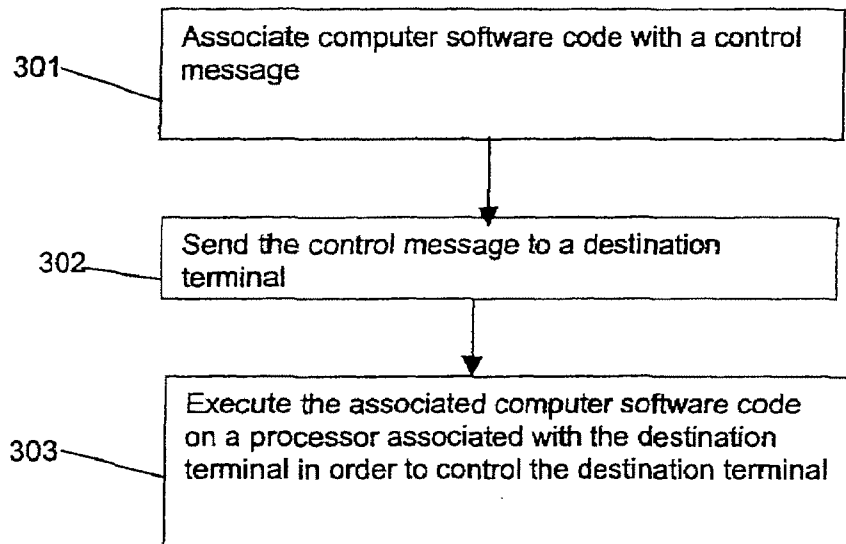 301
Associate computer software code with a control
message
302
Send the control message to a destination
terminal
303
Execute the associated computer software code
on a processor associated with the destination
terminal in order to control the destination terminal